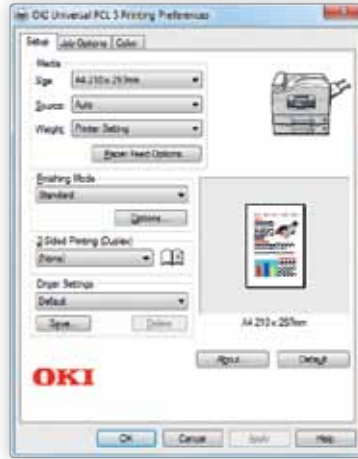 OKI Universal PCL 5 Printing Preferences
Setup Job Options Color
Media
Size: A4 210 x 297mm
Source: Auto
Weight: Printer Setting
Paper Feed Options...
Finishing Mode
Standard
Options...
2-Sided Printing (Duplex)
(None)
Driver Settings
Default
Save... Delete
A4 210 x 297mm
About Default
OKI
OK Cancel Apply Help